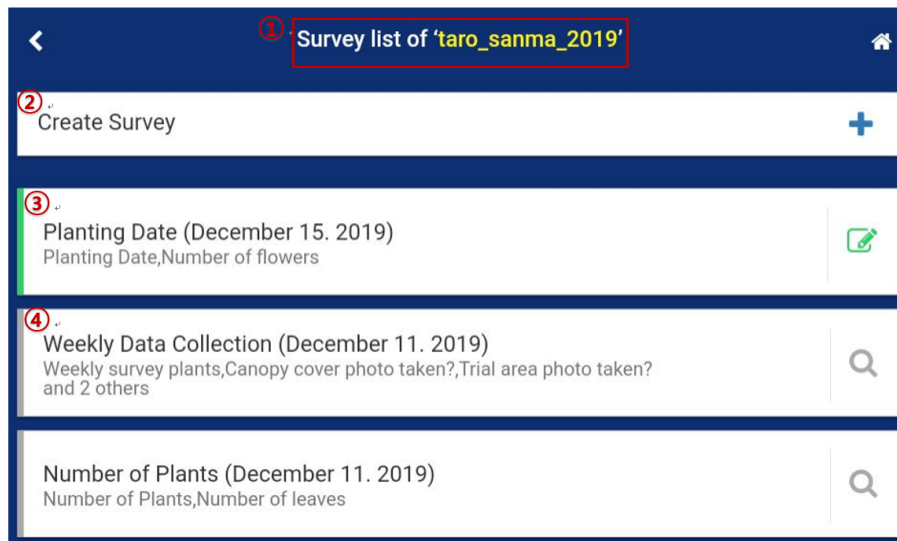 ① 'Survey list of 'taro_sanma_2019'
②
Create Survey
③
Planting Date (December 15. 2019)
Planting Date,Number of flowers
④
Weekly Data Collection (December 11. 2019)
Weekly survey plants,Canopy cover photo taken?,Trial area photo taken?
and 2 others
Number of Plants (December 11. 2019)
Number of Plants,Number of leaves